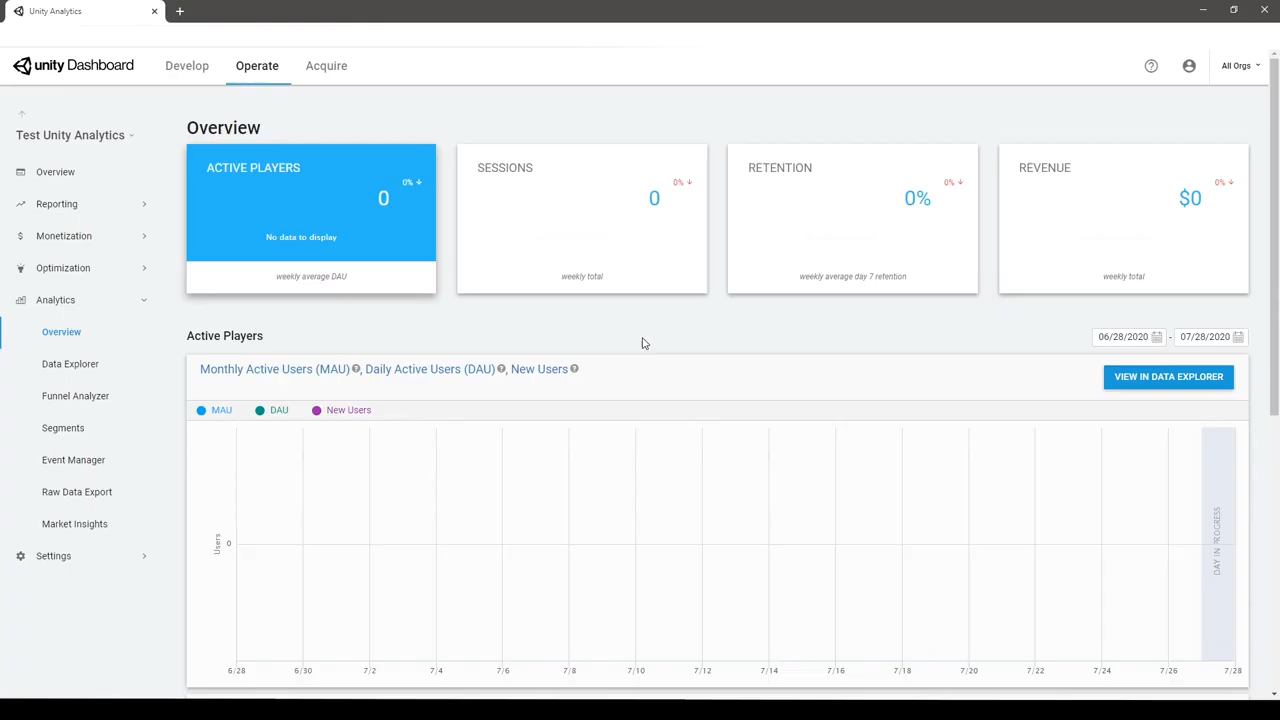 Unity Analytics
unity Dashboard
Develop
Operate
Acquire
All Orgs
Test Unity Analytics
Overview
Reporting
Monetization
Optimization
Analytics
Overview
Data Explorer
Funnel Analyzer
Segments
Event Manager
Raw Data Export
Market Insights
Settings
Overview
ACTIVE PLAYERS
0%
0
No data to display
weekly average DAU
SESSIONS
0%
0
weekly total
RETENTION
0%
0%
weekly average day 7 retention
REVENUE
0%
$0
weekly total
Active Players
06/28/2020 - 07/28/2020
Monthly Active Users (MAU), Daily Active Users (DAU), New Users
VIEW IN DATA EXPLORER
MAU DAU New Users
Users
0
DAY IN PROGRESS
6/28 6/30 7/2 7/4 7/6 7/8 7/10 7/12 7/14 7/16 7/18 7/20 7/22 7/24 7/26 7/28